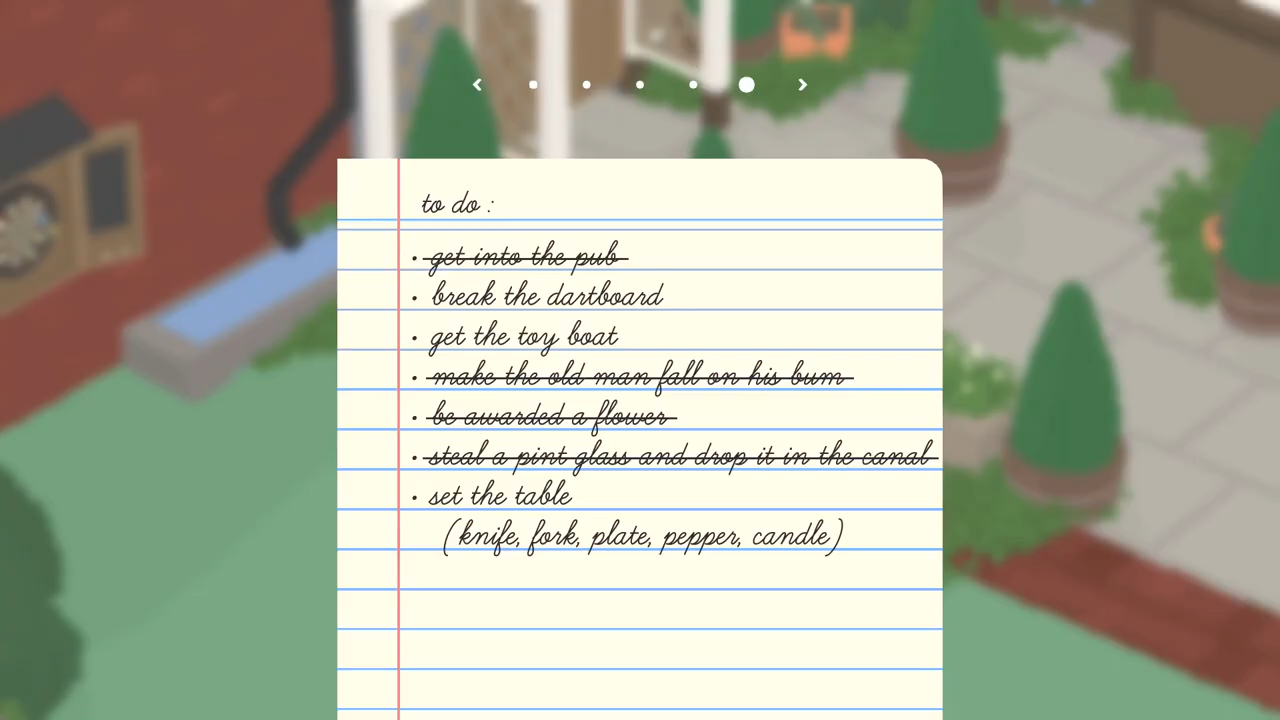 to do :
• get into the pub
• break the dartboard
• get the toy boat
• make the old man fall on his bum
• be awarded a flower
• steal a pint glass and drop it in the canal
• set the table
(knife, fork, plate, pepper, candle)